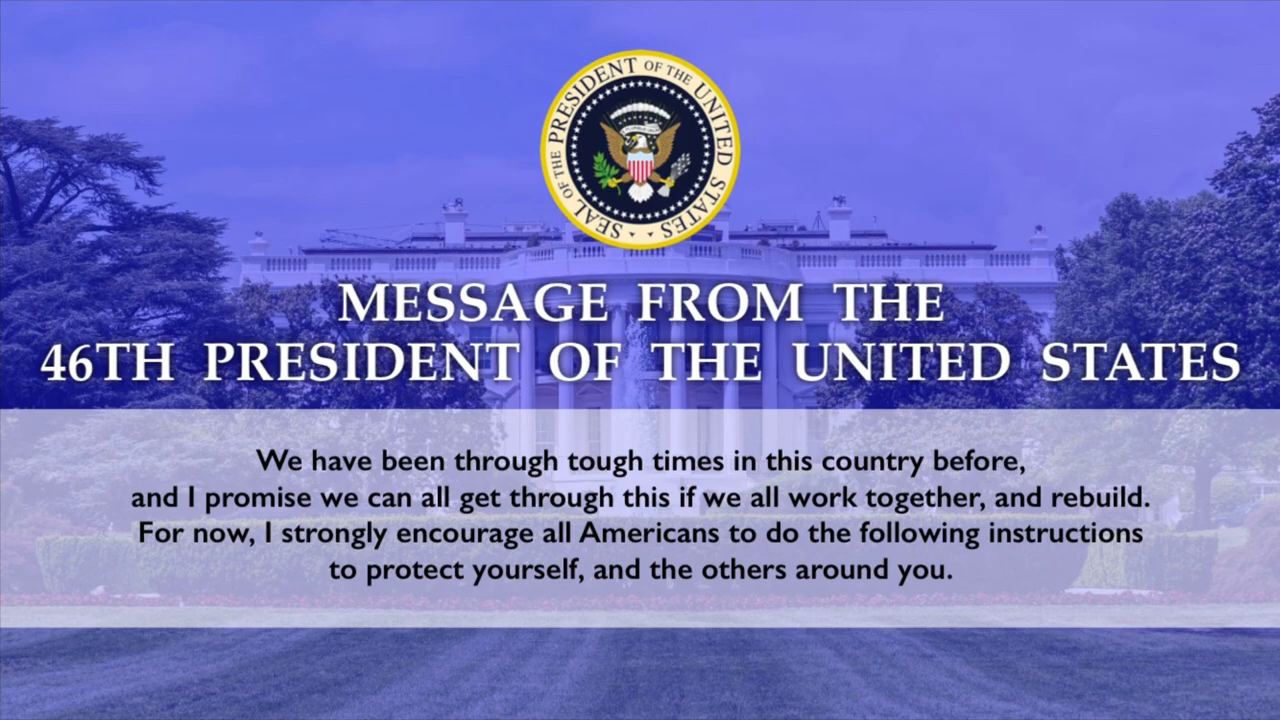 SEAL OF THE PRESIDENT OF THE UNITED STATES
MESSAGE FROM THE
46TH PRESIDENT OF THE UNITED STATES
We have been through tough times in this country before,
and I promise we can all get through this if we all work together, and rebuild.
For now, I strongly encourage all Americans to do the following instructions
to protect yourself, and the others around you.